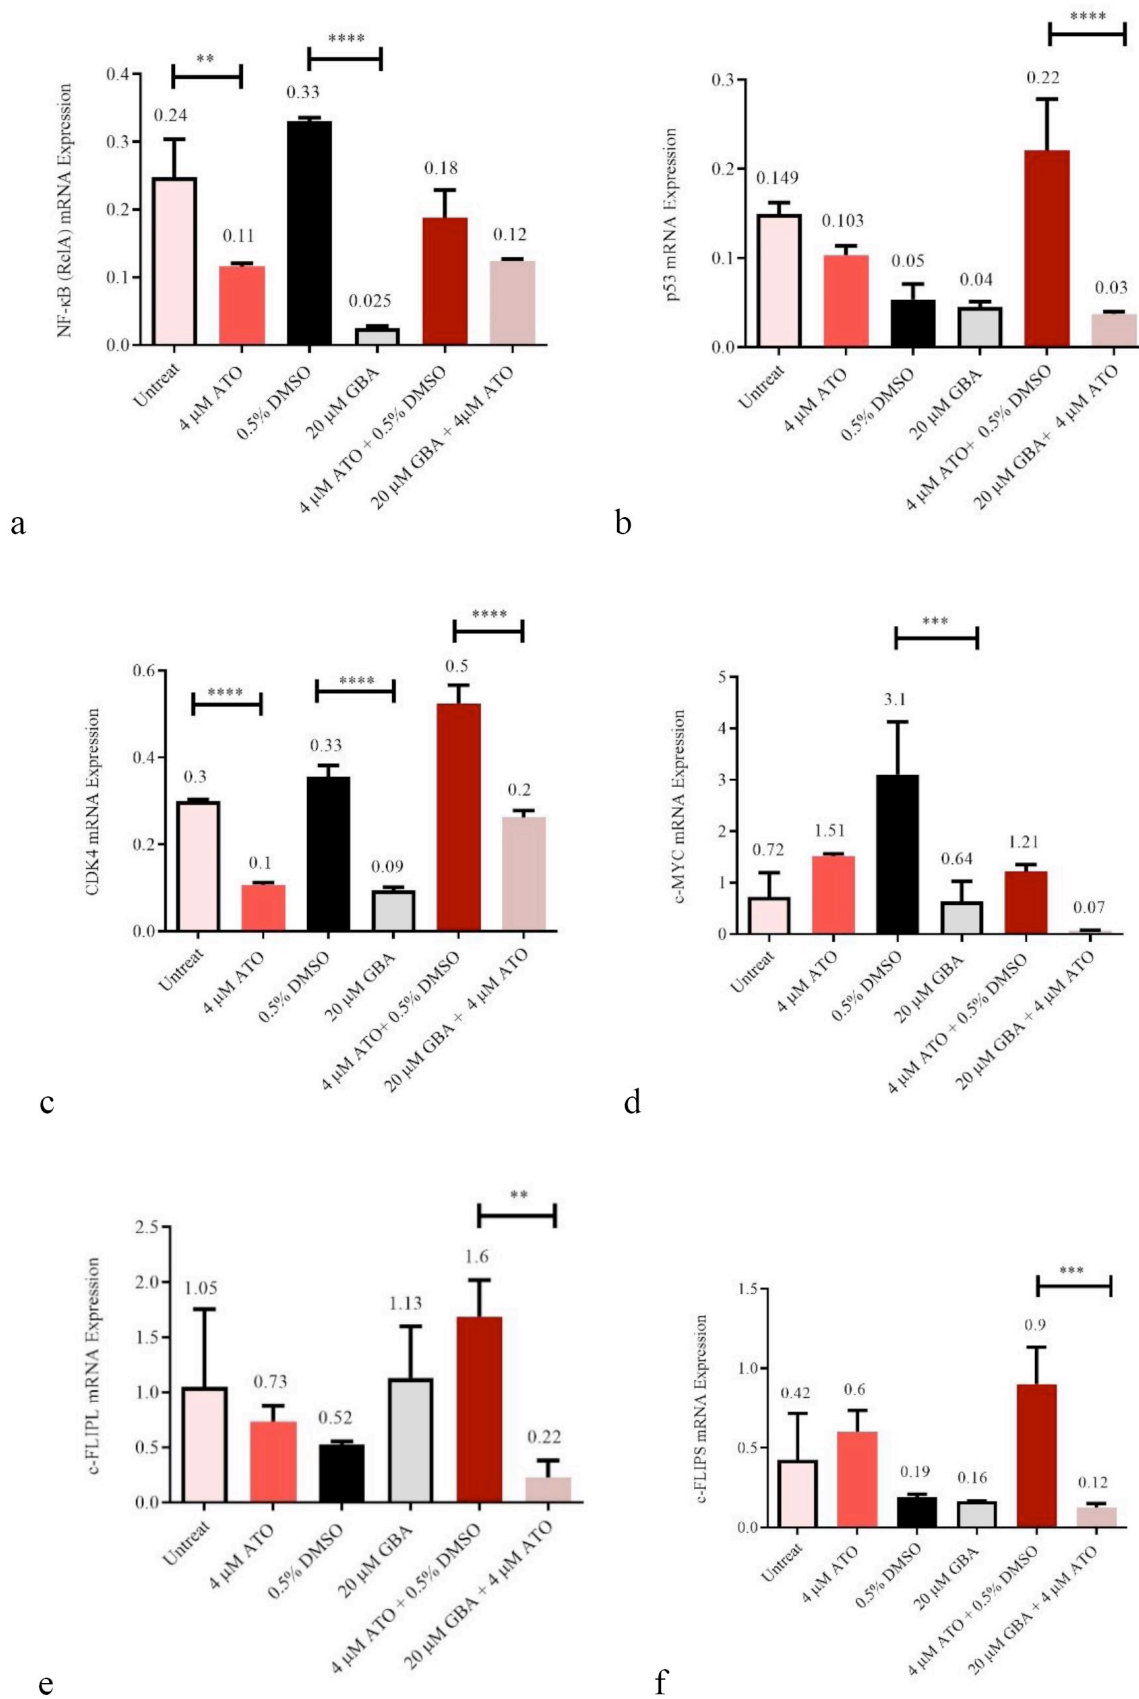 **
****
NF-κB (RelA) mRNA Expression
0.4
0.3
0.2
0.1
0.0
0.24
0.11
0.33
0.025
0.18
0.12
Untreat
4 µM ATO
0.5% DMSO
20 µM GBA
4 µM ATO + 0.5% DMSO
20 µM GBA + 4µM ATO
a
****
p53 mRNA Expression
0.3
0.2
0.1
0.0
0.149
0.103
0.05
0.04
0.22
0.03
Untreat
4 µM ATO
0.5% DMSO
20 µM GBA
4 µM ATO+ 0.5% DMSO
20 µM GBA+ 4 µM ATO
b
****
****
****
CDK4 mRNA Expression
0.6
0.4
0.2
0.0
0.3
0.1
0.33
0.09
0.5
0.2
Untreat
4 µM ATO
0.5% DMSO
20 µM GBA
4 µM ATO+ 0.5% DMSO
20 µM GBA + 4 µM ATO
c
***
c-MYC mRNA Expression
5
4
3
2
1
0
0.72
1.51
3.1
0.64
1.21
0.07
Untreat
4 µM ATO
0.5% DMSO
20 µM GBA
4 µM ATO + 0.5% DMSO
20 µM GBA + 4 µM ATO
d
**
c-FLIPL mRNA Expression
2.5
2.0
1.5
1.0
0.5
0.0
1.05
0.73
0.52
1.13
1.6
0.22
Untreat
4 µM ATO
0.5% DMSO
20 µM GBA
4 µM ATO + 0.5% DMSO
20 µM GBA + 4 µM ATO
e
***
c-FLIPS mRNA Expression
1.5
1.0
0.5
0.0
0.42
0.6
0.19
0.16
0.9
0.12
Untreat
4 µM ATO
0.5% DMSO
20 µM GBA
4 µM ATO + 0.5% DMSO
20 µM GBA + 4 µM ATO
f